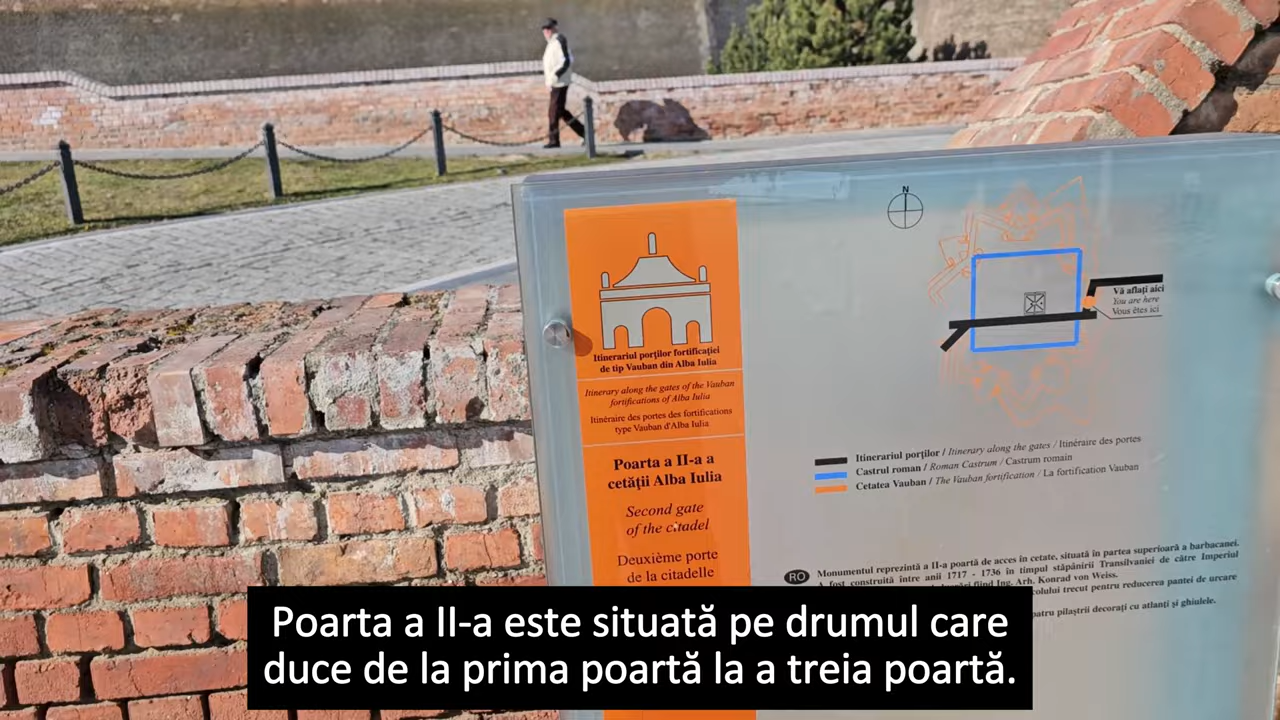 Itinerariul porților fortificației
de tip Vauban din Alba Iulia
Itinerary along the gates of the Vauban
fortifications of Alba Iulia
Itinéraire des portes des fortifications
type Vauban d'Alba Iulia
Poarta a II-a a
cetății Alba Iulia
Second gate
of the citadel
Deuxième porte
de la citadelle
N
Vă aflați aici
You are here
Vous êtes ici
Itinerariul porților / Itinerary along the gates / Itinéraire des portes
Castrul roman / Roman Castrum / Castrum romain
Cetatea Vauban / The Vauban fortification / La fortification Vauban
RO
Monumentul reprezintă a II-a poartă de acces în cetate, situată în partea superioară a barbacanei.
A fost construită între anii 1717 - 1736 în timpul stăpânirii Transilvaniei de către Imperiul
fiind Ing. Arh. Konrad von Weiss.
trecut pentru reducerea pantei de urcare
pilaștrii decorați cu atlanți și ghiulele.
Poarta a II-a este situată pe drumul care
duce de la prima poartă la a treia poartă.